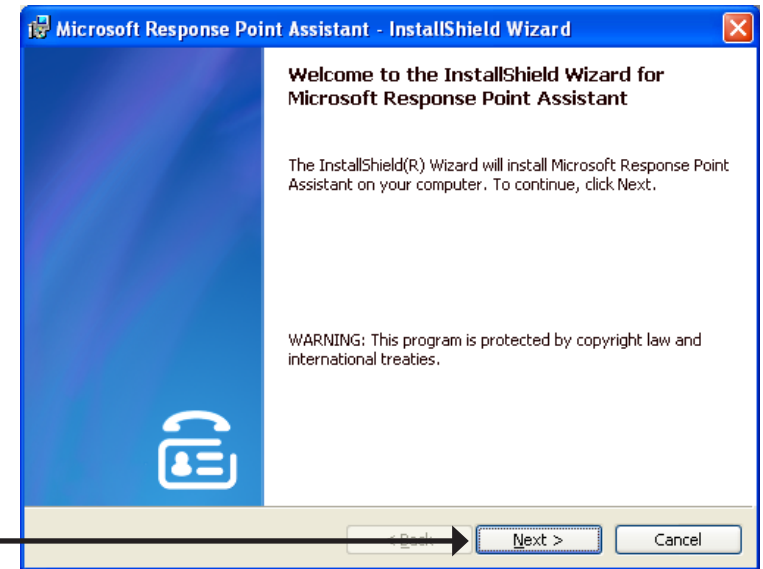 Microsoft Response Point Assistant - InstallShield Wizard
Welcome to the InstallShield Wizard for
Microsoft Response Point Assistant
The InstallShield(R) Wizard will install Microsoft Response Point
Assistant on your computer. To continue, click Next.
WARNING: This program is protected by copyright law and
international treaties.
< Back Next > Cancel